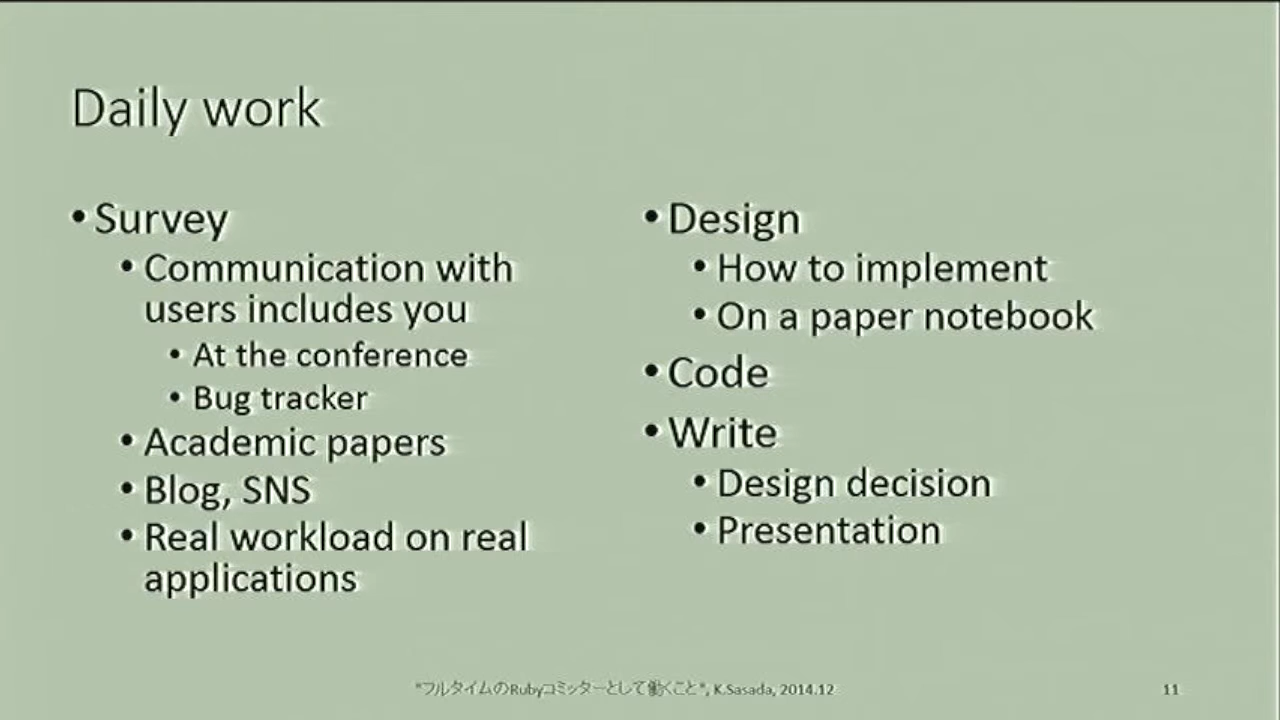 Daily work
• Survey
• Communication with
users includes you
• At the conference
• Bug tracker
• Academic papers
• Blog, SNS
• Real workload on real
applications
• Design
• How to implement
• On a paper notebook
• Code
• Write
• Design decision
• Presentation
"フルタイムのRubyコミッターとして働くこと", K.Sasada, 2014.12
11